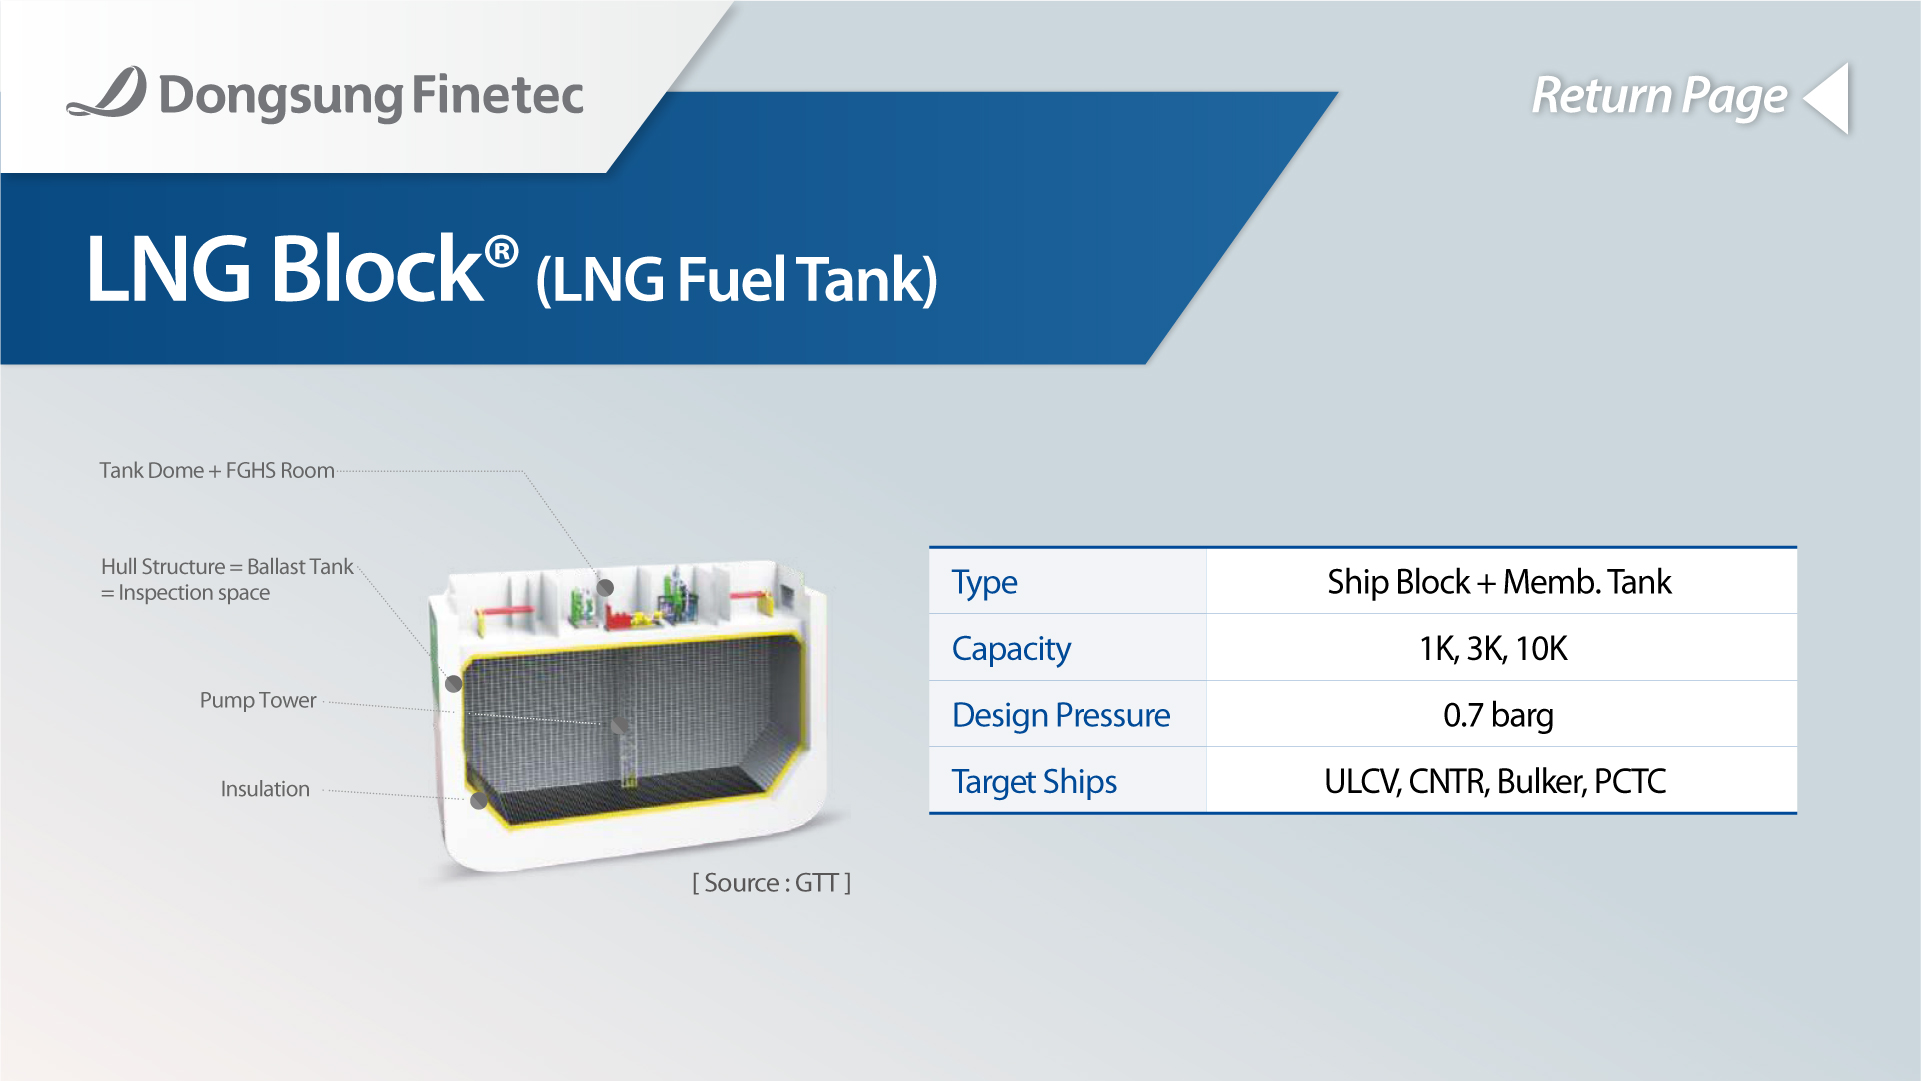 Dongsung Finetec
Return Page
LNG Block® (LNG Fuel Tank)
Tank Dome + FGHS Room
Hull Structure = Ballast Tank
= Inspection space
Pump Tower
Insulation
[ Source : GTT ]
Type Ship Block + Memb. Tank
Capacity 1K, 3K, 10K
Design Pressure 0.7 barg
Target Ships ULCV, CNTR, Bulker, PCTC